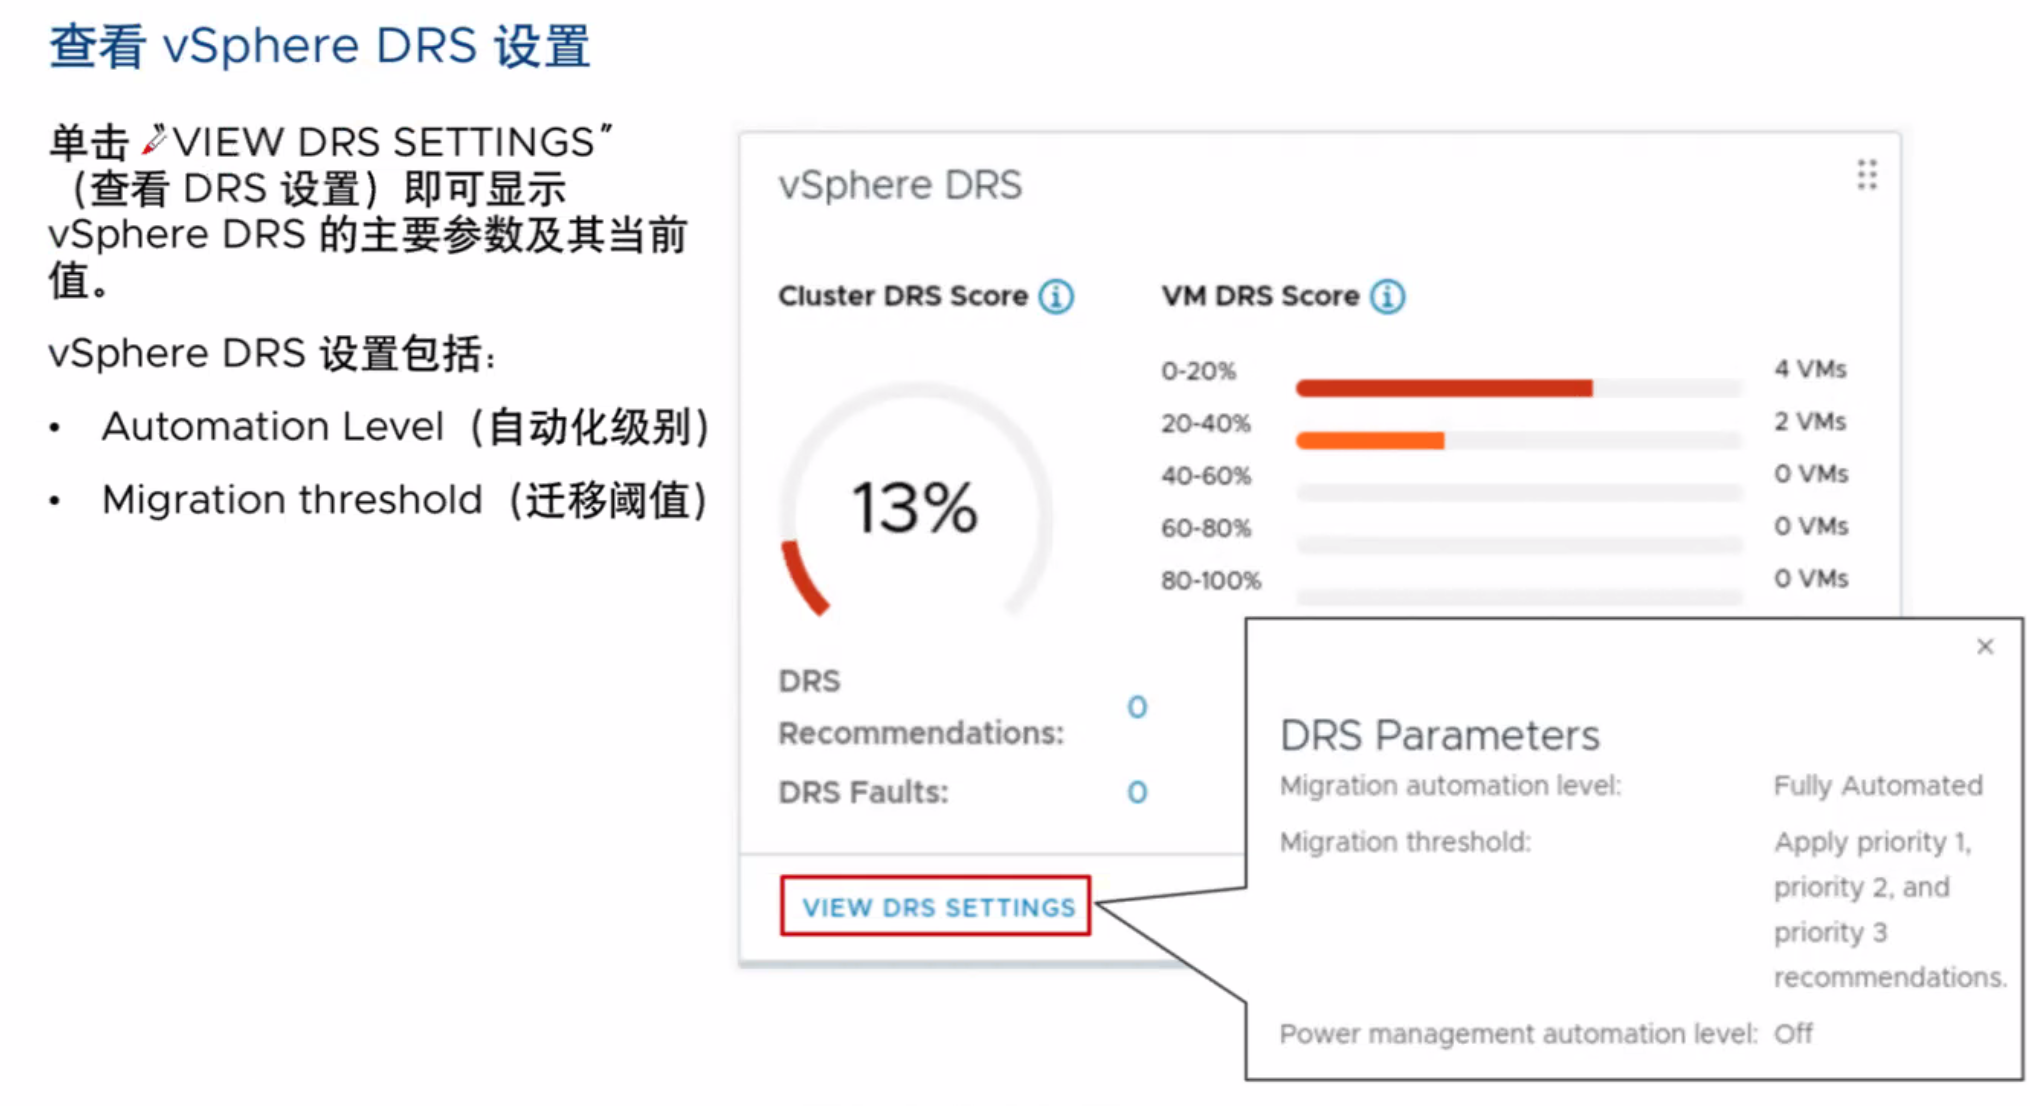 查看 vSphere DRS 设置
单击 “VIEW DRS SETTINGS”
（查看 DRS 设置）即可显示
vSphere DRS 的主要参数及其当前
值。
vSphere DRS 设置包括：
• Automation Level（自动化级别）
• Migration threshold（迁移阈值）
vSphere DRS
Cluster DRS Score
13%
VM DRS Score
0-20% 4 VMs
20-40% 2 VMs
40-60% 0 VMs
60-80% 0 VMs
80-100% 0 VMs
DRS
Recommendations: 0
DRS Faults: 0
VIEW DRS SETTINGS
DRS Parameters
Migration automation level: Fully Automated
Migration threshold: Apply priority 1,
priority 2, and
priority 3
recommendations.
Power management automation level: Off